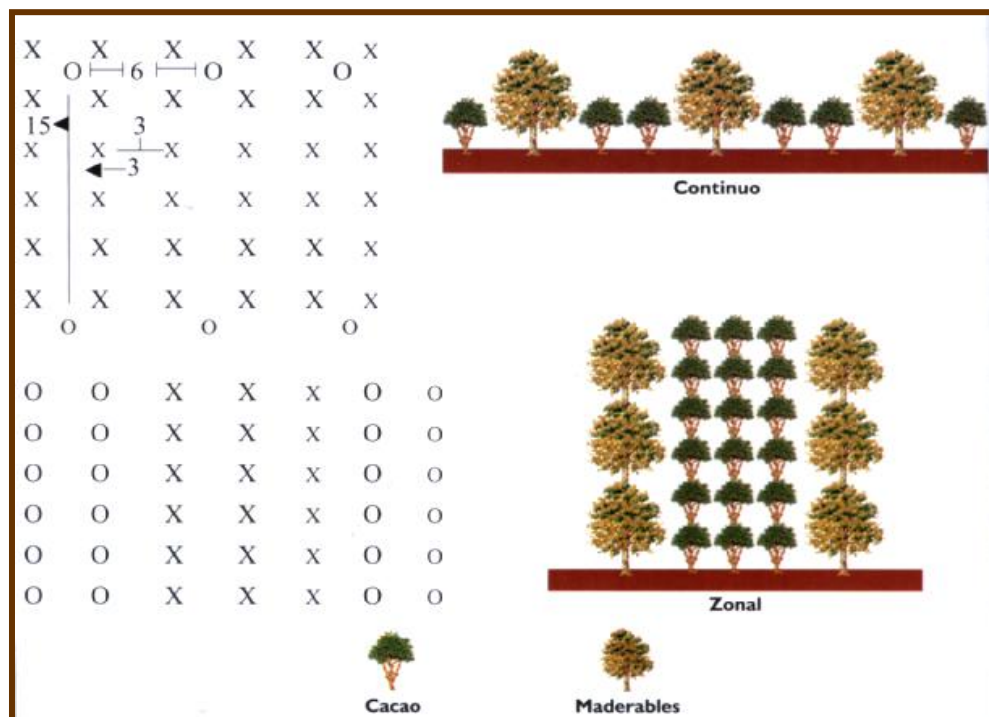 X X X X X X
O 6 O O
X X X X X X
15
3
X X X X X X
3
X X X X X X
X X X X X X
X X X X X X
O O O
Continuo
O O X X X O O
O O X X X O O
O O X X X O O
O O X X X O O
O O X X X O O
O O X X X O O
Zonal
Cacao Maderables